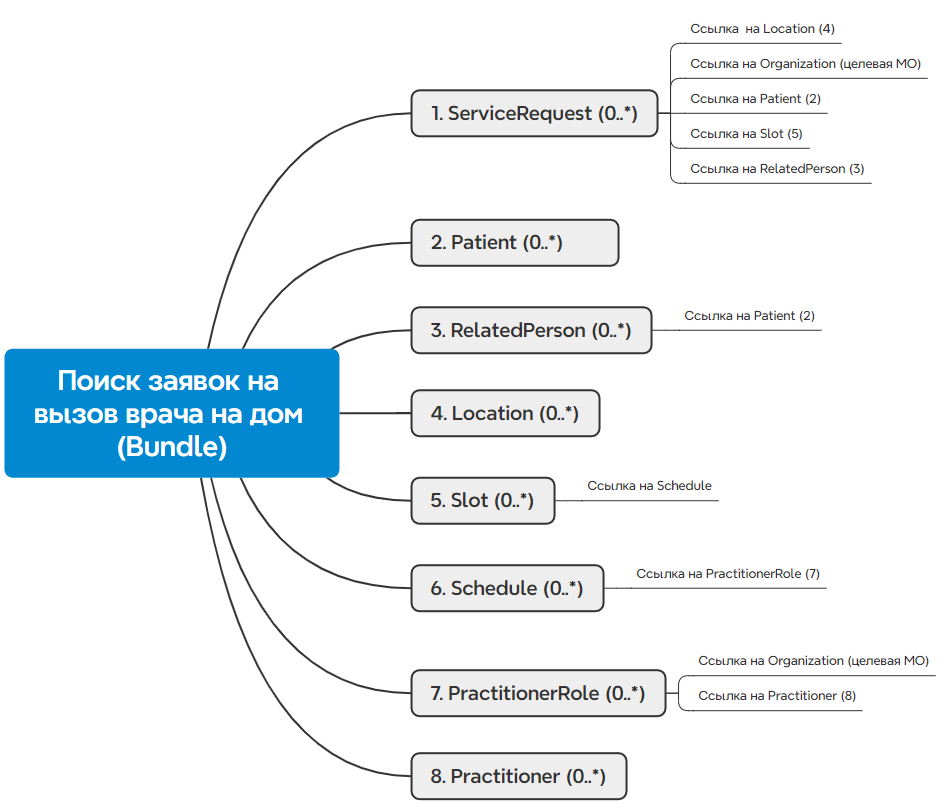 Поиск заявок на
вызов врача на дом
(Bundle)
1. ServiceRequest (0..*)
Ссылка на Location (4)
Ссылка на Organization (целевая МО)
Ссылка на Patient (2)
Ссылка на Slot (5)
Ссылка на RelatedPerson (3)
2. Patient (0..*)
3. RelatedPerson (0..*)
Ссылка на Patient (2)
4. Location (0..*)
5. Slot (0..*)
Ссылка на Schedule
6. Schedule (0..*)
Ссылка на PractitionerRole (7)
7. PractitionerRole (0..*)
Ссылка на Organization (целевая МО)
Ссылка на Practitioner (8)
8. Practitioner (0..*)